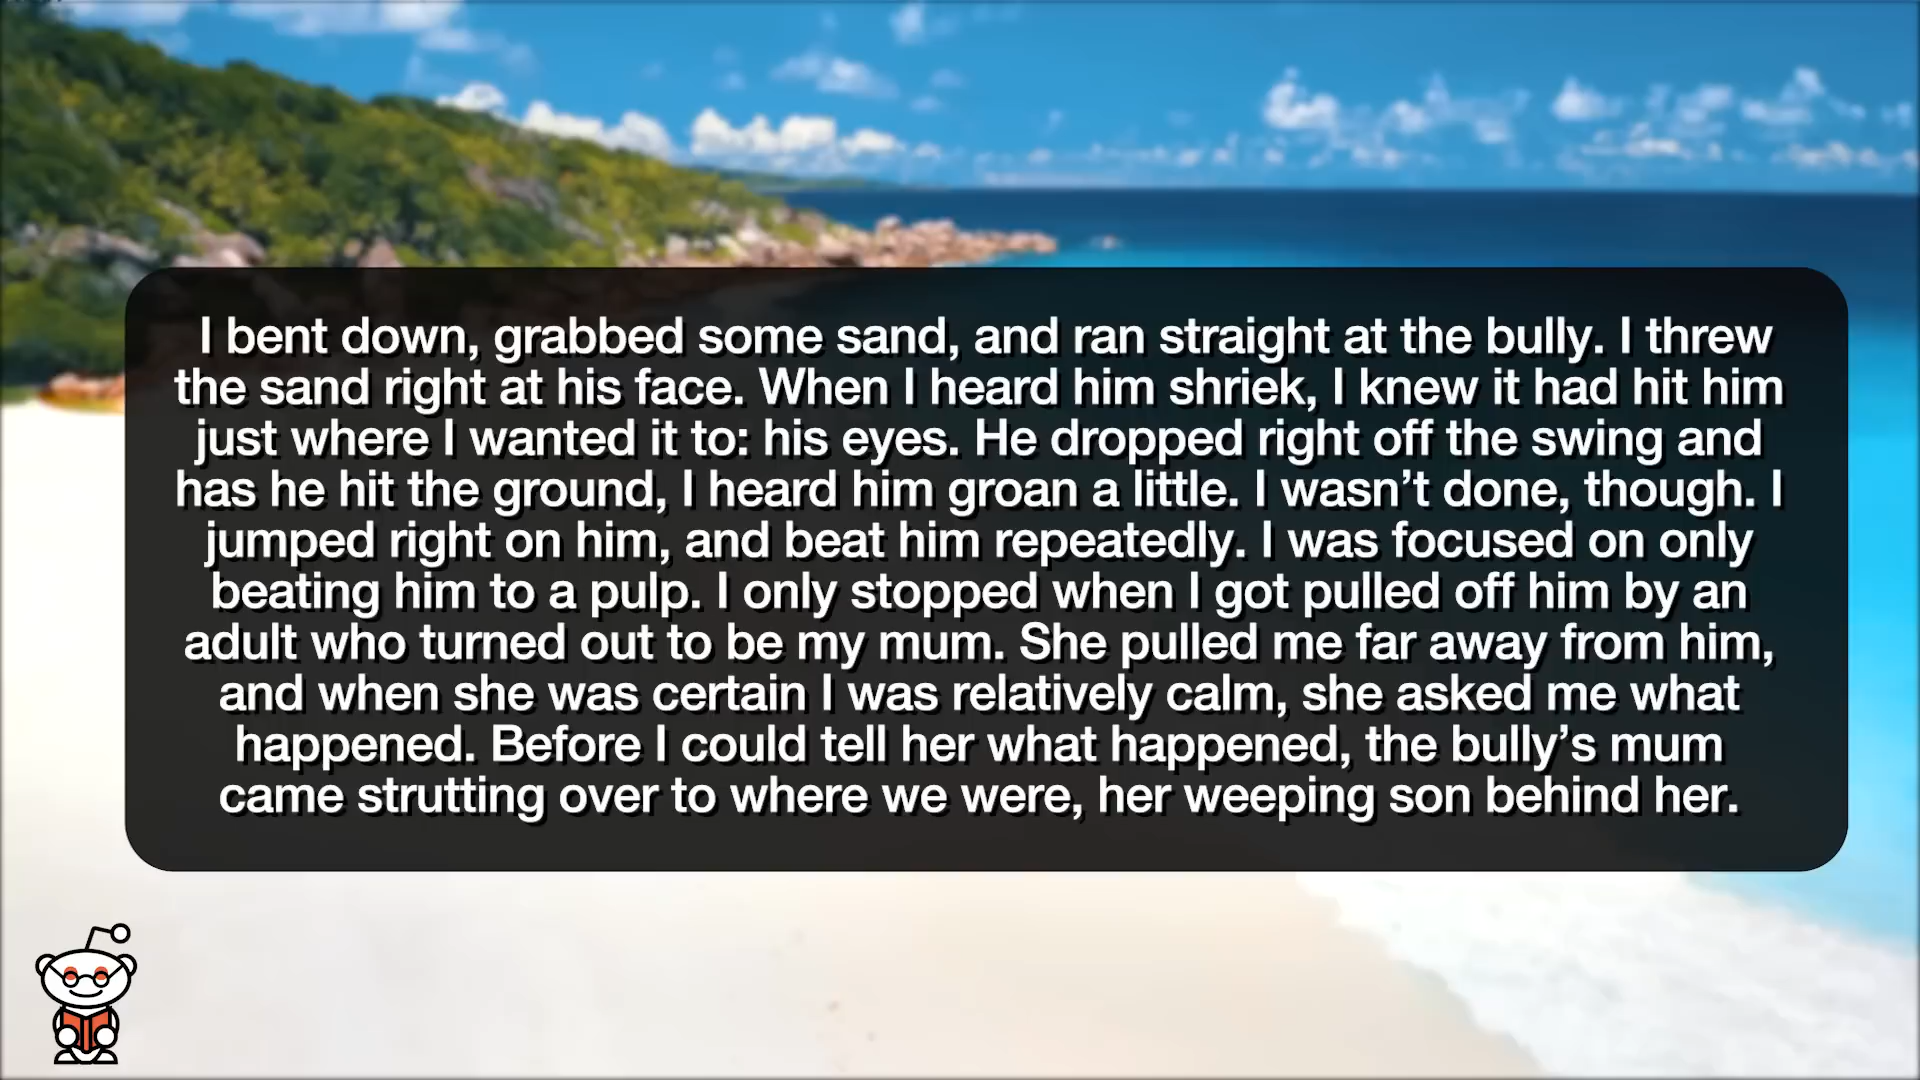 I bent down, grabbed some sand, and ran straight at the bully. I threw
the sand right at his face. When I heard him shriek, I knew it had hit him
just where I wanted it to: his eyes. He dropped right off the swing and
has he hit the ground, I heard him groan a little. I wasn’t done, though. I
jumped right on him, and beat him repeatedly. I was focused on only
beating him to a pulp. I only stopped when I got pulled off him by an
adult who turned out to be my mum. She pulled me far away from him,
and when she was certain I was relatively calm, she asked me what
happened. Before I could tell her what happened, the bully’s mum
came strutting over to where we were, her weeping son behind her.